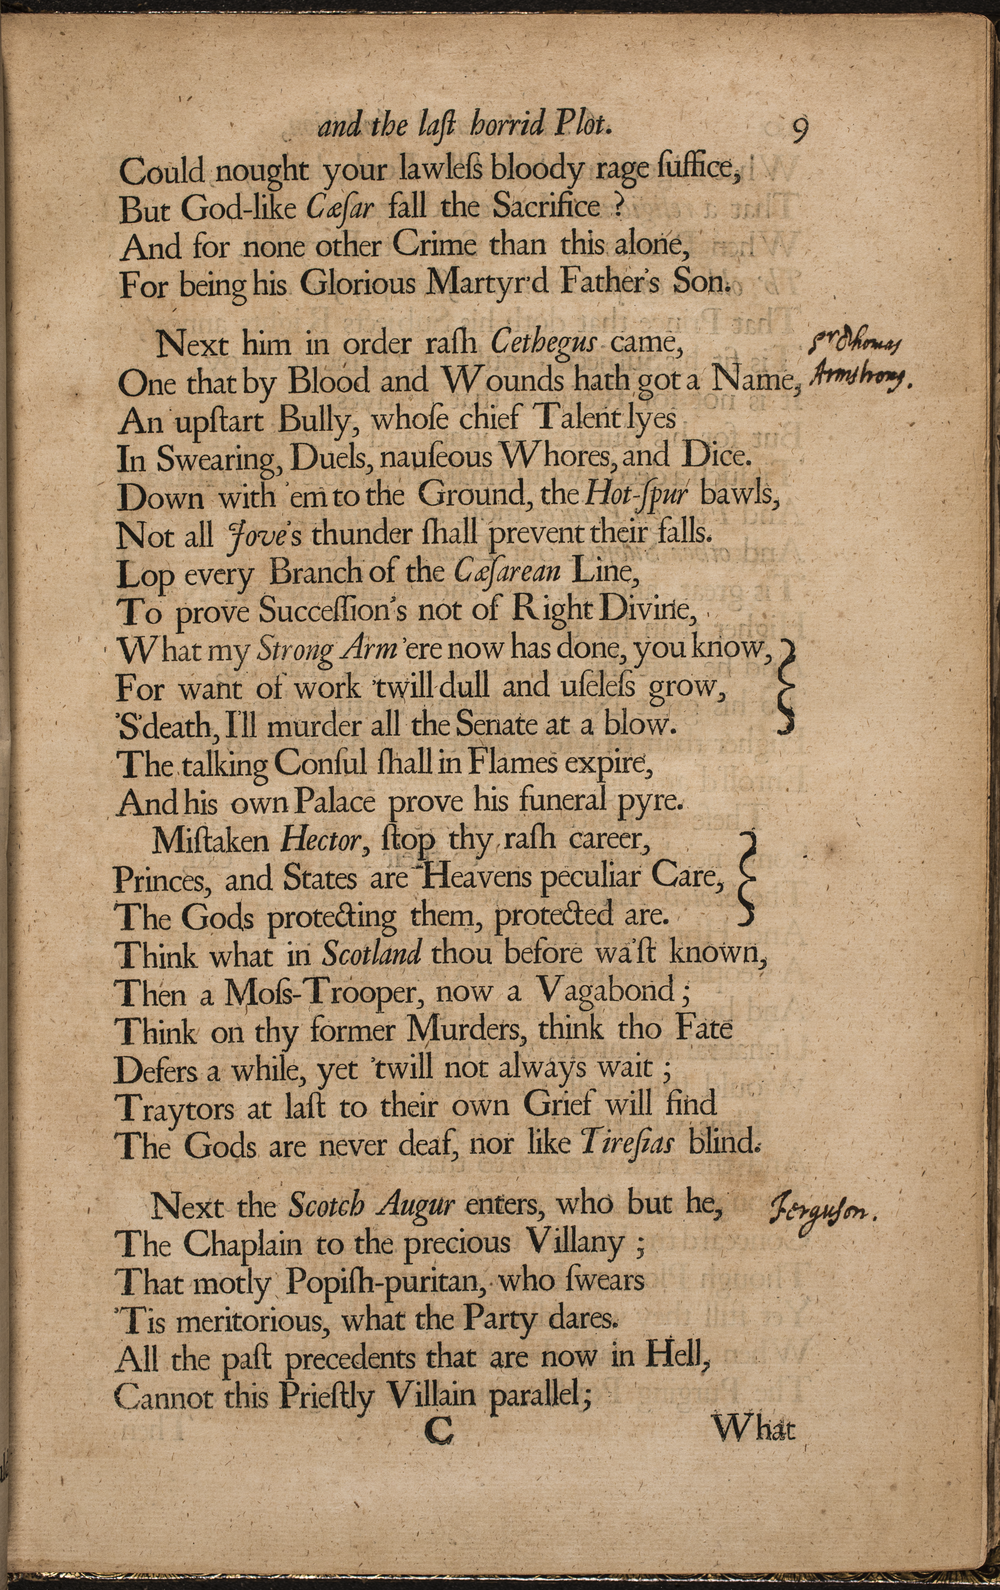 and the laſt horrid Plot. 9
Could nought your lawleſs bloody rage ſuffice,
But God-like Cæſar fall the Sacrifice ?
And for none other Crime than this alone,
For being his Glorious Martyr'd Father's Son.
Next him in order raſh Cethegus came,
Sr Thomas
One that by Blood and Wounds hath got a Name,
Armstrong.
An upſtart Bully, whoſe chief Talent lyes
In Swearing, Duels, nauſeous Whores, and Dice.
Down with 'em to the Ground, the Hot-ſpur bawls,
Not all Jove's thunder ſhall prevent their falls.
Lop every Branch of the Cæſarean Line,
To prove Succeſſion's not of Right Divine,
What my Strong Arm 'ere now has done, you know,
For want of work 'twill dull and uſeleſs grow,
'S'death, I'll murder all the Senate at a blow.
The talking Conſul ſhall in Flames expire,
And his own Palace prove his funeral pyre.
Miſtaken Hector, ſtop thy raſh career,
Princes, and States are Heavens peculiar Care,
The Gods protecting them, protected are.
Think what in Scotland thou before wa'ſt known,
Then a Moſs-Trooper, now a Vagabond ;
Think on thy former Murders, think tho Fate
Defers a while, yet 'twill not always wait ;
Traytors at laſt to their own Grief will find
The Gods are never deaf, nor like Tireſias blind.
Next the Scotch Augur enters, who but he,
Ferguson.
The Chaplain to the precious Villany ;
That motly Popiſh-puritan, who ſwears
'Tis meritorious, what the Party dares.
All the paſt precedents that are now in Hell,
Cannot this Prieſtly Villain parallel;
C What